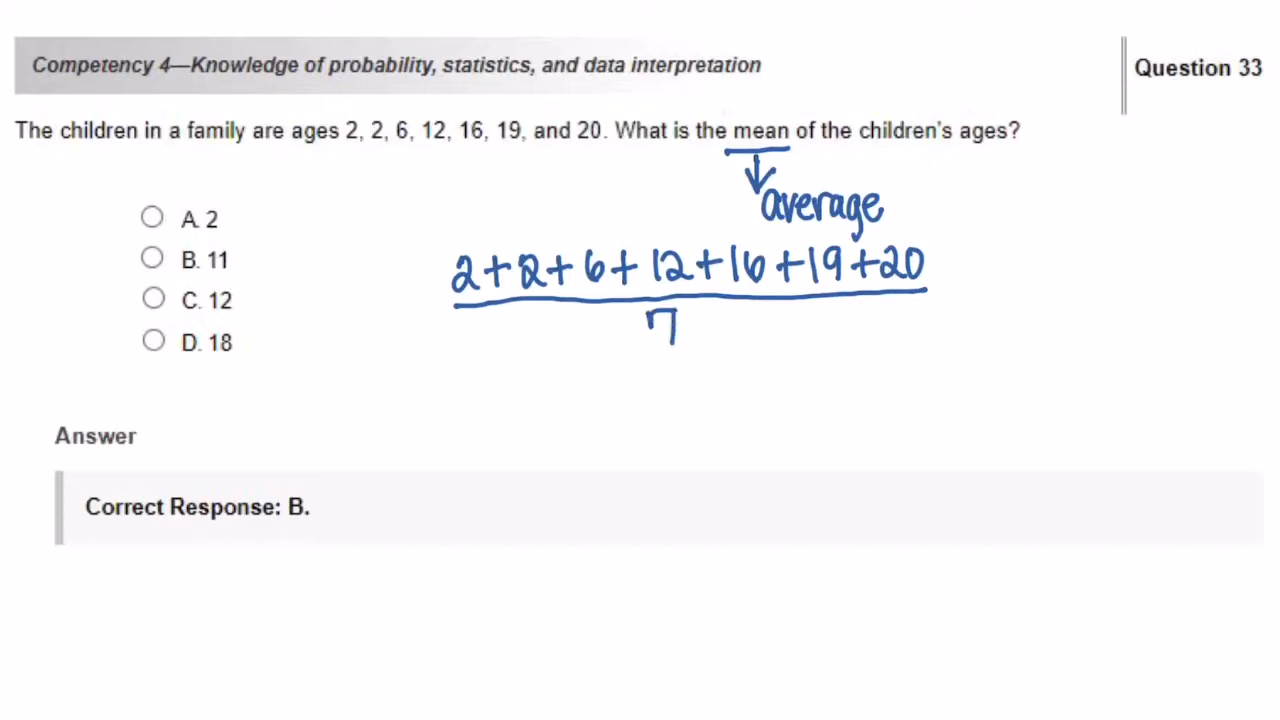 Competency 4—Knowledge of probability, statistics, and data interpretation
Question 33
The children in a family are ages 2, 2, 6, 12, 16, 19, and 20. What is the mean of the children's ages?
average
A. 2
B. 11
C. 12
D. 18
2+2+6+12+16+19+20
7
Answer
Correct Response: B.